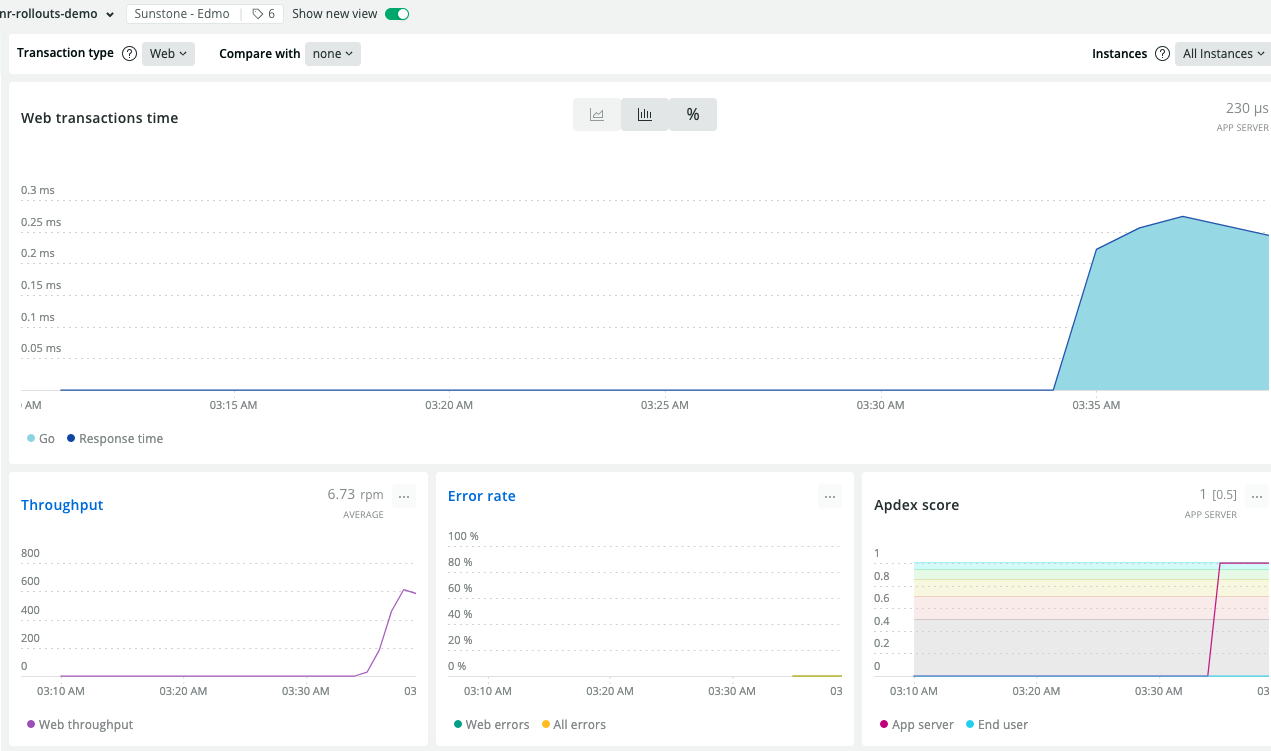 nr-rollouts-demo Sunstone - Edmo 6 Show new view
Transaction type ? Web Compare with none Instances ? All Instances
Web transactions time % 230 µs
APP SERVER
0.3 ms
0.25 ms
0.2 ms
0.15 ms
0.1 ms
0.05 ms
AM 03:15 AM 03:20 AM 03:25 AM 03:30 AM 03:35 AM
Go Response time
Throughput 6.73 rpm ...
AVERAGE
800
600
400
200
0
03:10 AM 03:20 AM 03:30 AM 03
Web throughput
Error rate ...
100 %
80 %
60 %
40 %
20 %
0 %
03:10 AM 03:20 AM 03:30 AM 03
Web errors All errors
Apdex score 1 [0.5] ...
APP SERVER
1
0.8
0.6
0.4
0.2
0
03:10 AM 03:20 AM 03:30 AM 03
App server End user